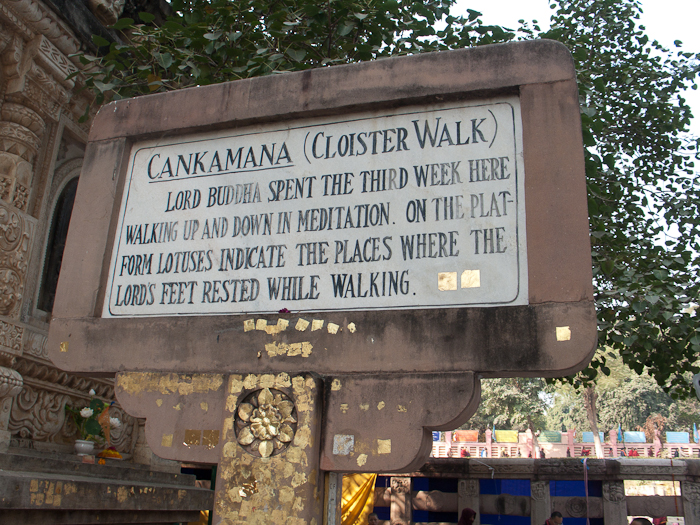 CANKAMANA (CLOISTER WALK)
LORD BUDDHA SPENT THE THIRD WEEK HERE
WALKING UP AND DOWN IN MEDITATION. ON THE PLAT-
FORM LOTUSES INDICATE THE PLACES WHERE THE
LORD'S FEET RESTED WHILE WALKING.